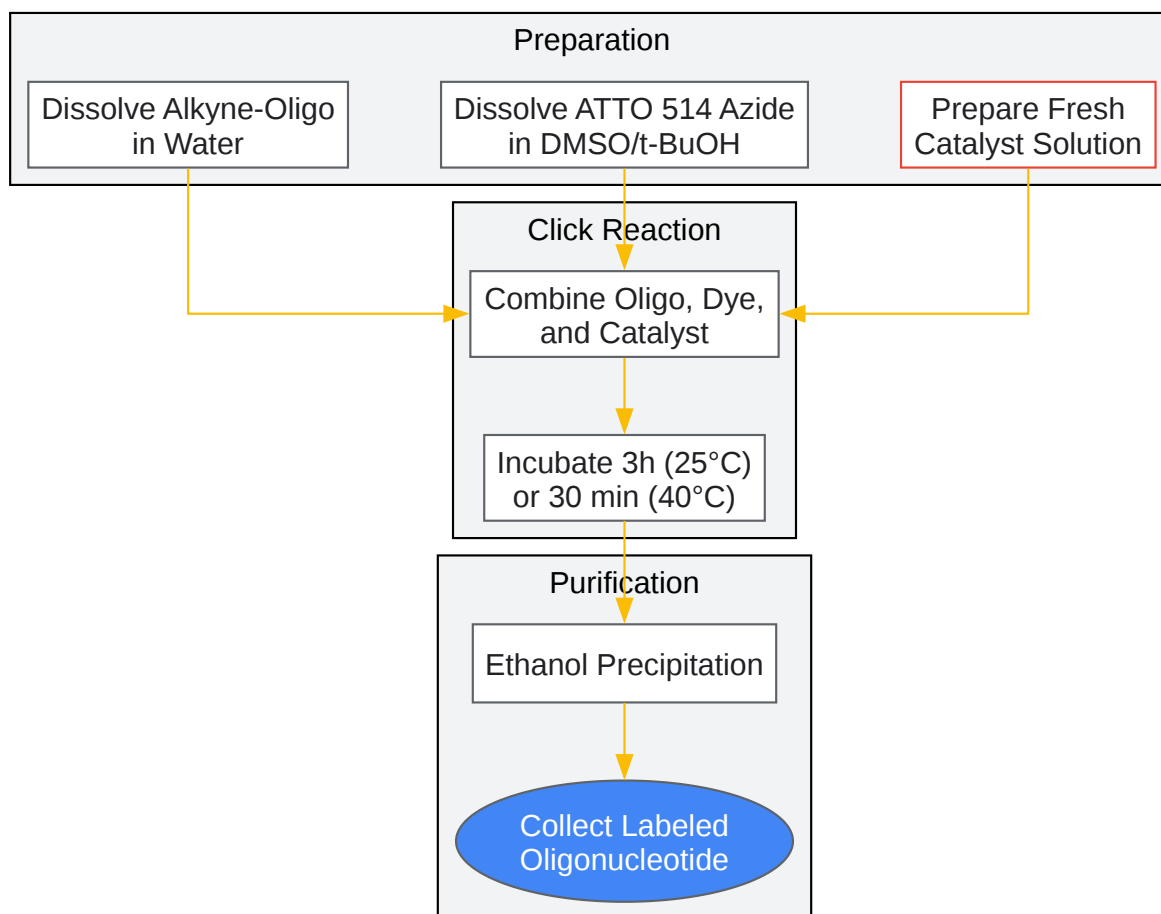 Preparation
Dissolve Alkyne-Oligo
in Water
Dissolve ATTO 514 Azide
in DMSO/t-BuOH
Prepare Fresh
Catalyst Solution
Click Reaction
Combine Oligo, Dye,
and Catalyst
Incubate 3h (25°C)
or 30 min (40°C)
Purification
Ethanol Precipitation
Collect Labeled
Oligonucleotide